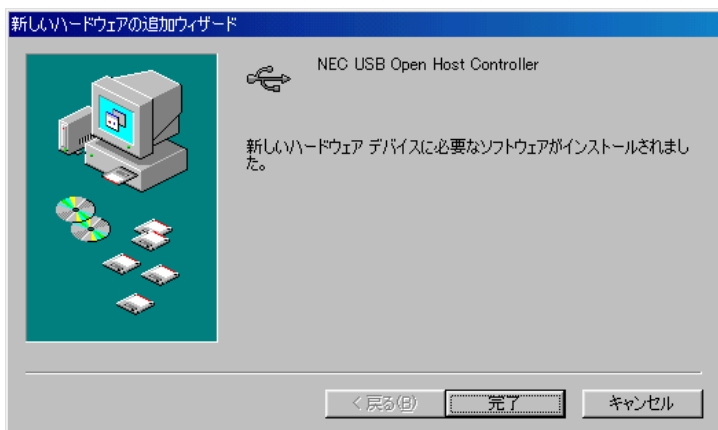 新しいハードウェアの追加ウィザード
NEC USB Open Host Controller
新しいハードウェア デバイスに必要なソフトウェアがインストールされまし
た。
< 戻る(B)
完了
キャンセル